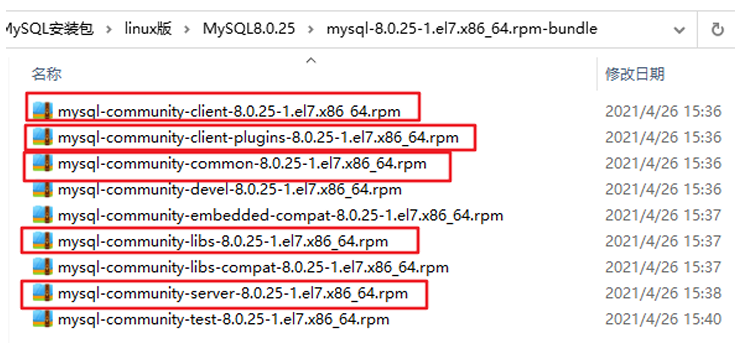 MySQL安装包 › linux版 › MySQL8.0.25 › mysql-8.0.25-1.el7.x86_64.rpm-bundle
名称 修改日期
mysql-community-client-8.0.25-1.el7.x86_64.rpm 2021/4/26 15:36
mysql-community-client-plugins-8.0.25-1.el7.x86_64.rpm 2021/4/26 15:36
mysql-community-common-8.0.25-1.el7.x86_64.rpm 2021/4/26 15:36
mysql-community-devel-8.0.25-1.el7.x86_64.rpm 2021/4/26 15:36
mysql-community-embedded-compat-8.0.25-1.el7.x86_64.rpm 2021/4/26 15:37
mysql-community-libs-8.0.25-1.el7.x86_64.rpm 2021/4/26 15:37
mysql-community-libs-compat-8.0.25-1.el7.x86_64.rpm 2021/4/26 15:37
mysql-community-server-8.0.25-1.el7.x86_64.rpm 2021/4/26 15:38
mysql-community-test-8.0.25-1.el7.x86_64.rpm 2021/4/26 15:40